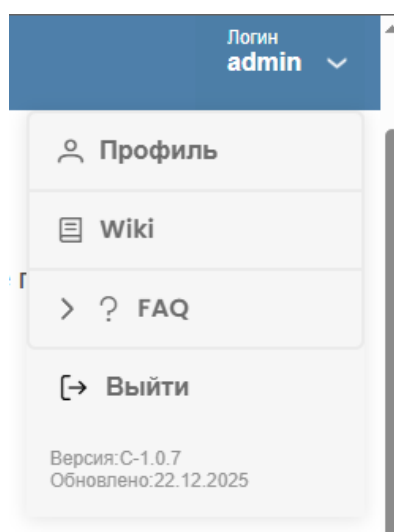 Логин
admin
Профиль
Wiki
FAQ
Выйти
Версия:C-1.0.7
Обновлено:22.12.2025